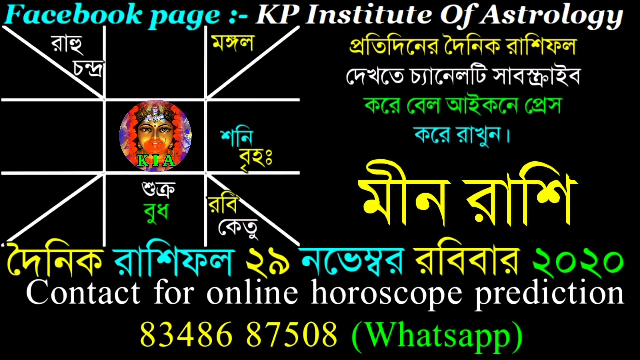 Facebook page :- KP Institute Of Astrology
রাহু
চন্দ্র
মঙ্গল
প্রতিদিনের দৈনিক রাশিফল
দেখতে চ্যানেলটি সাবস্ক্রাইব
করে বেল আইকনে প্রেস
করে রাখুন।
KIA
শনি
বৃহঃ
শুক্র
বুধ
রবি
কেতু
মীন রাশি
দৈনিক রাশিফল ২৯ নভেম্বর রবিবার ২০২০
Contact for online horoscope prediction
83486 87508 (Whatsapp)